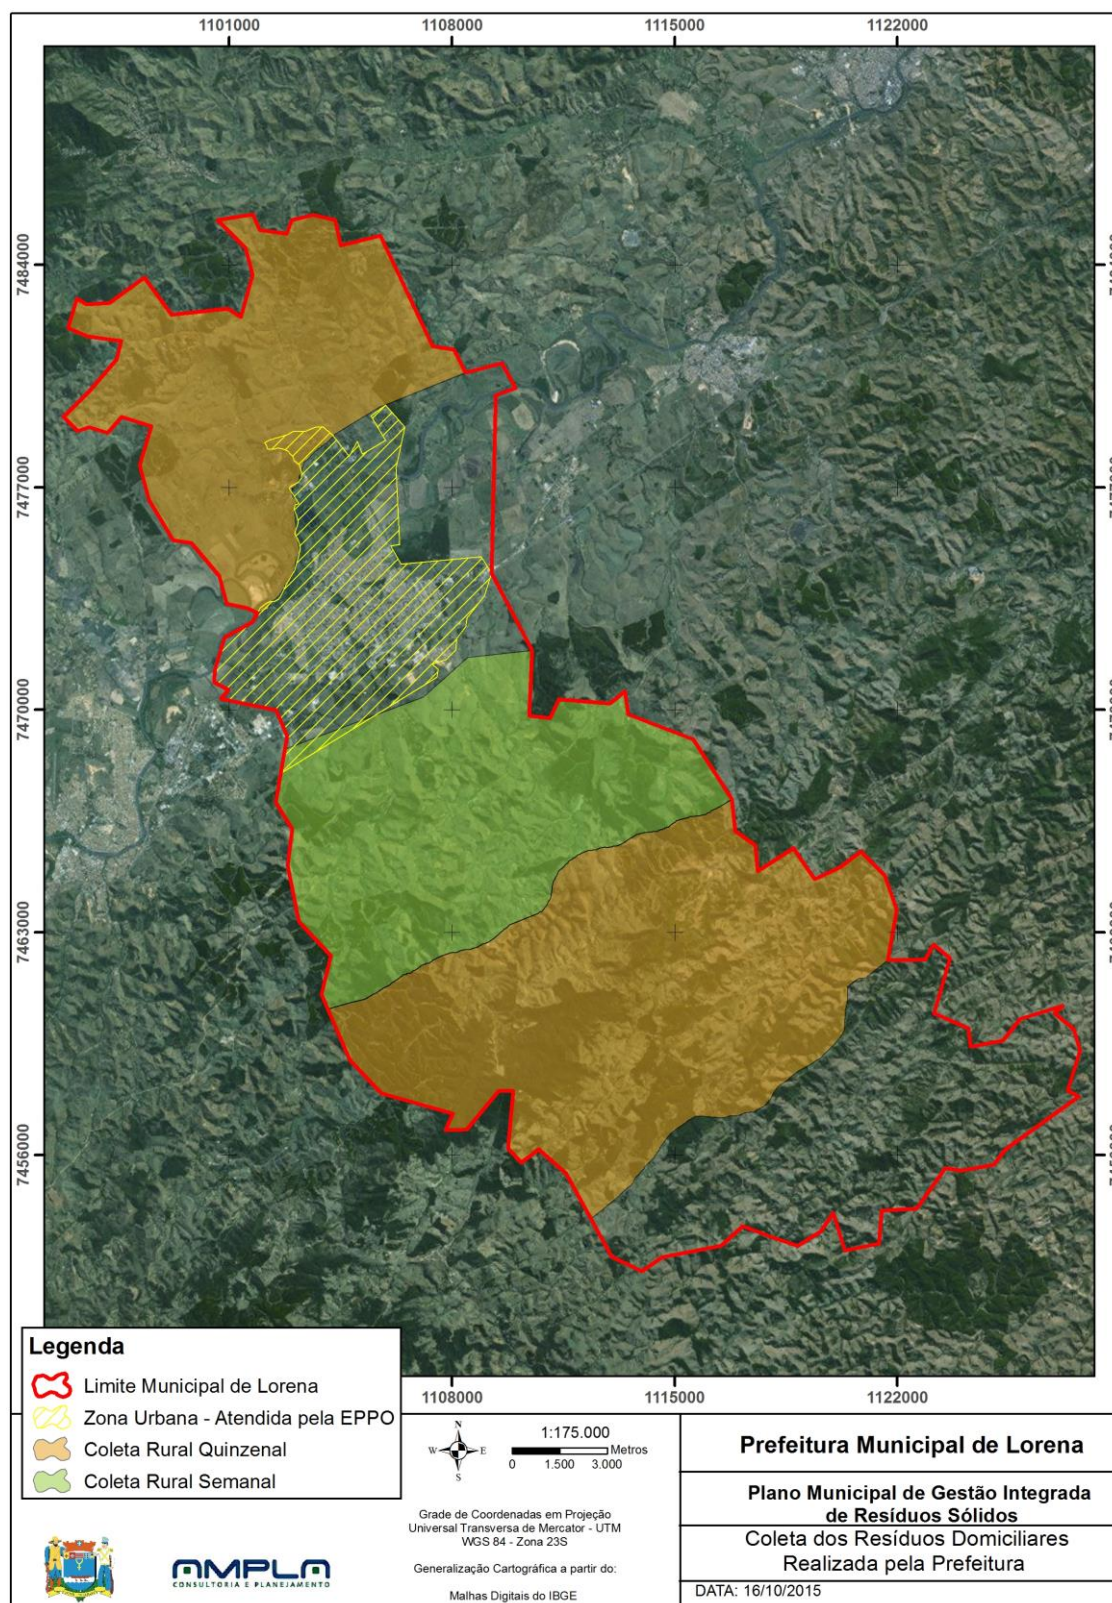 1101000
1108000
1115000
1122000
7484000
7477000
7470000
7463000
7456000
Legenda
Limite Municipal de Lorena
Zona Urbana - Atendida pela EPPO
Coleta Rural Quinzenal
Coleta Rural Semanal
1108000
1115000
1122000
N
W
E
S
1:175.000
Metros
0
1.500
3.000
Grade de Coordenadas em Projeção
Universal Transversa de Mercator - UTM
WGS 84 - Zona 23S
Generalização Cartográfica a partir do:
Malhas Digitais do IBGE
AMPLA
CONSULTORIA E PLANEJAMENTO
Prefeitura Municipal de Lorena
Plano Municipal de Gestão Integrada
de Resíduos Sólidos
Coleta dos Resíduos Domiciliares
Realizada pela Prefeitura
DATA: 16/10/2015